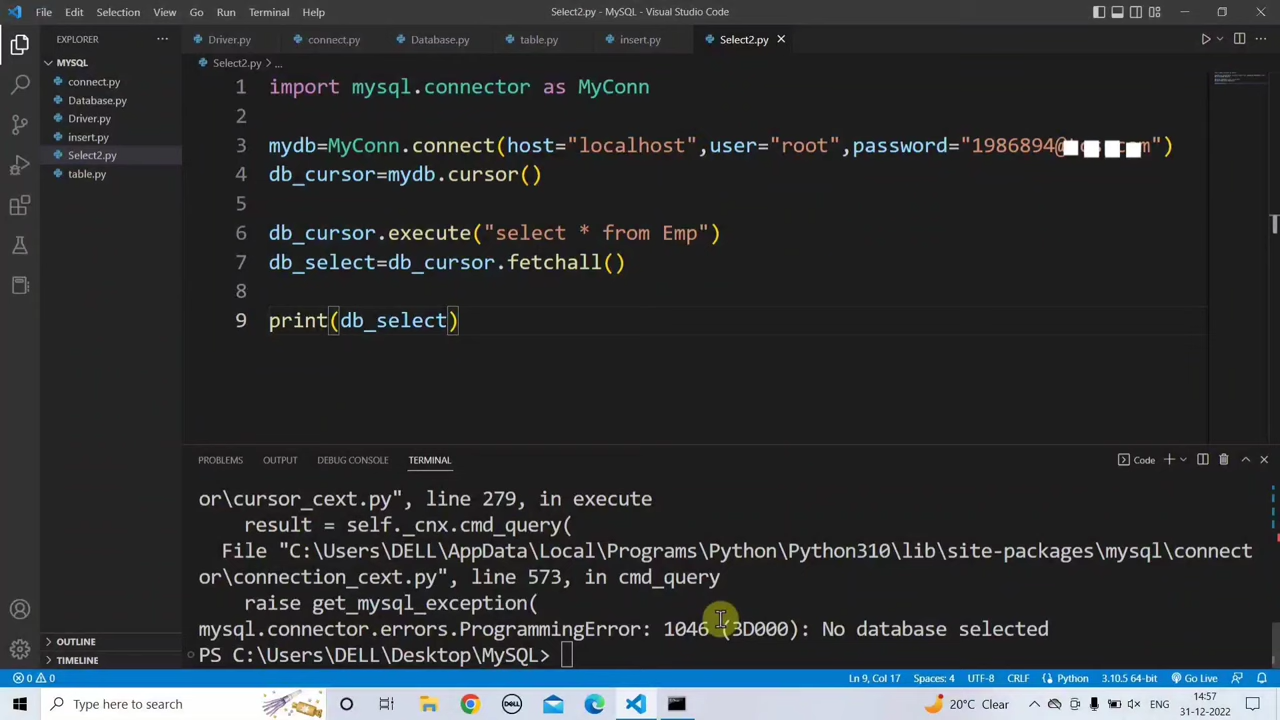 File Edit Selection View Go Run Terminal Help Select2.py - MySQL - Visual Studio Code
EXPLORER
Driver.py connect.py Database.py table.py insert.py Select2.py
MYSQL
connect.py
Database.py
Driver.py
insert.py
Select2.py
table.py
OUTLINE
TIMELINE
Select2.py > ...
1 import mysql.connector as MyConn
2
3 mydb=MyConn.connect(host="localhost",user="root",password="1986894@ ")
4 db_cursor=mydb.cursor()
5
6 db_cursor.execute("select * from Emp")
7 db_select=db_cursor.fetchall()
8
9 print(db_select)
PROBLEMS OUTPUT DEBUG CONSOLE TERMINAL Code
or\cursor_cext.py", line 279, in execute
result = self._cnx.cmd_query(
File "C:\Users\DELL\AppData\Local\Programs\Python\Python310\lib\site-packages\mysql\connect
or\connection_cext.py", line 573, in cmd_query
raise get_mysql_exception(
mysql.connector.errors.ProgrammingError: 1046 (3D000): No database selected
PS C:\Users\DELL\Desktop\MySQL>
0 0 Ln 9, Col 17 Spaces: 4 UTF-8 CRLF Python 3.10.5 64-bit Go Live
Type here to search DELL 20°C Clear ENG 14:57
31-12-2022